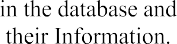 in the database and
their Information.